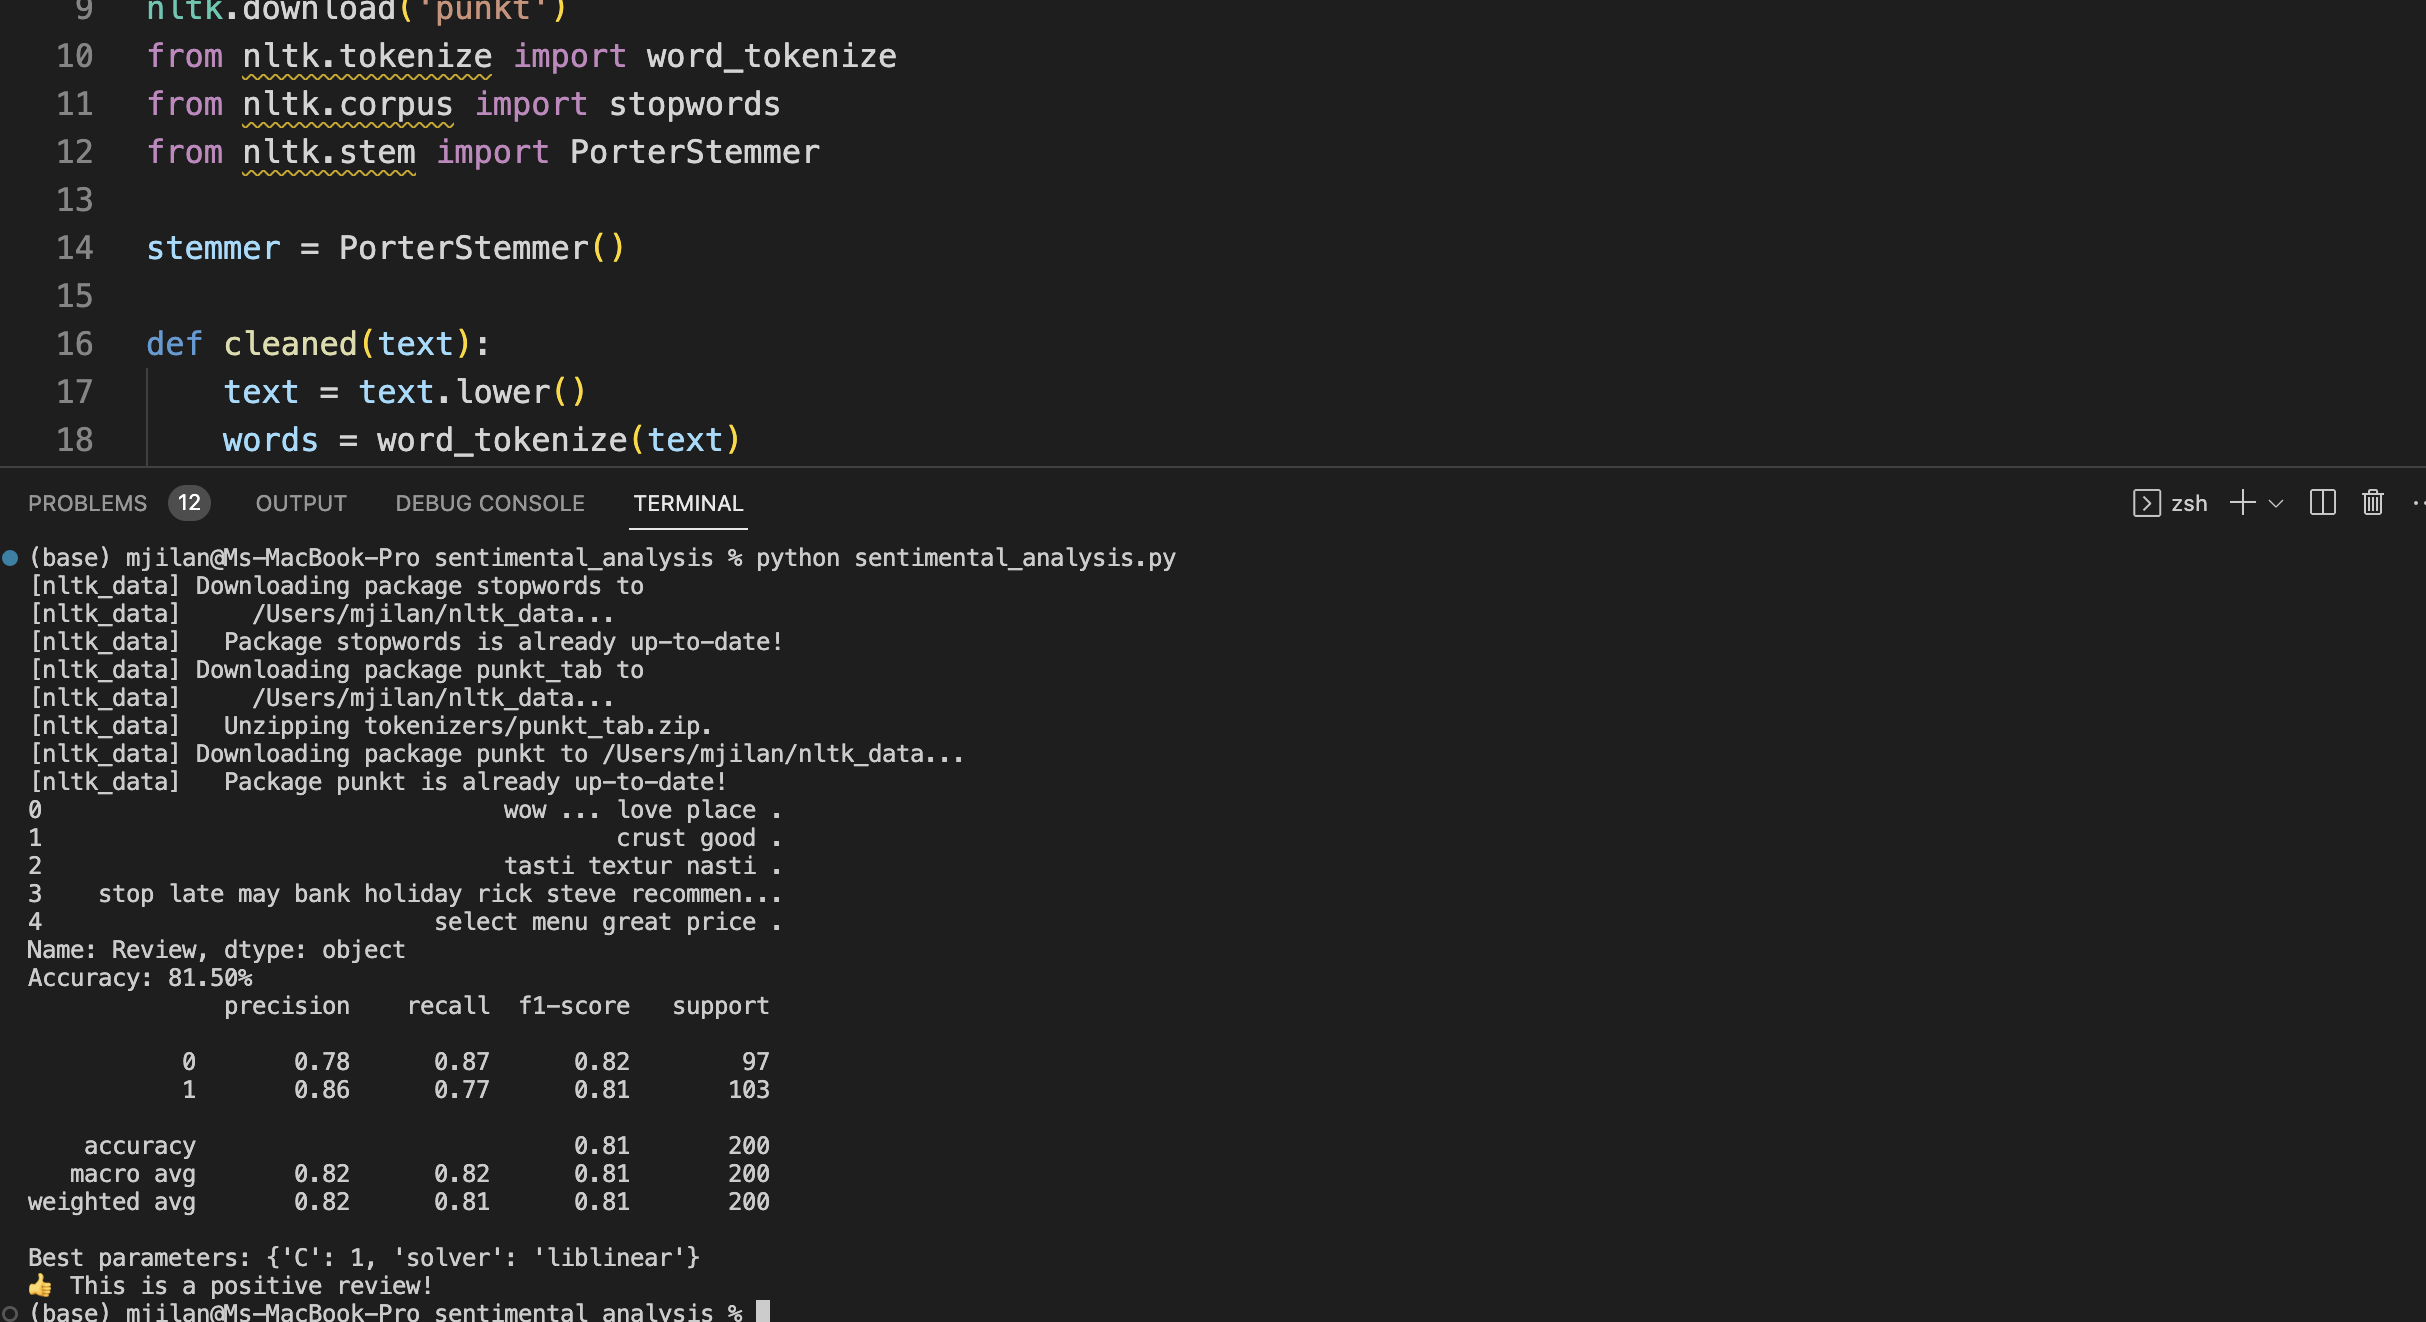 9 nltk.download('punkt')
10 from nltk.tokenize import word_tokenize
11 from nltk.corpus import stopwords
12 from nltk.stem import PorterStemmer
13
14 stemmer = PorterStemmer()
15
16 def cleaned(text):
17     text = text.lower()
18     words = word_tokenize(text)
PROBLEMS 12 OUTPUT DEBUG CONSOLE TERMINAL zsh
(base) mjilan@Ms-MacBook-Pro sentimental_analysis % python sentimental_analysis.py
[nltk_data] Downloading package stopwords to
[nltk_data]     /Users/mjilan/nltk_data...
[nltk_data]   Package stopwords is already up-to-date!
[nltk_data] Downloading package punkt_tab to
[nltk_data]     /Users/mjilan/nltk_data...
[nltk_data]   Unzipping tokenizers/punkt_tab.zip.
[nltk_data] Downloading package punkt to /Users/mjilan/nltk_data...
[nltk_data]   Package punkt is already up-to-date!
0                                 wow ... love place .
1                                         crust good .
2                                 tasti textur nasti .
3    stop late may bank holiday rick steve recommen...
4                            select menu great price .
Name: Review, dtype: object
Accuracy: 81.50%
              precision    recall  f1-score   support

           0       0.78      0.87      0.82        97
           1       0.86      0.77      0.81       103

    accuracy                           0.81       200
   macro avg       0.82      0.82      0.81       200
weighted avg       0.82      0.81      0.81       200

Best parameters: {'C': 1, 'solver': 'liblinear'}
👍 This is a positive review!
(base) mjilan@Ms-MacBook-Pro sentimental_analysis %